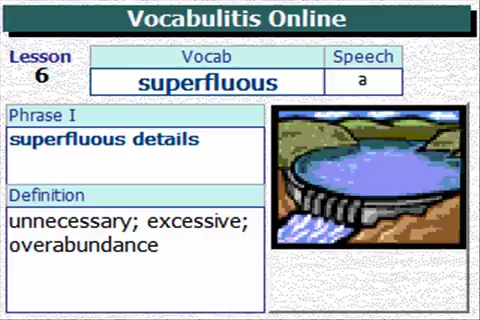 Vocabulitis Online
Lesson
6
Vocab
Speech
superfluous
a
Phrase I
superfluous details
Definition
unnecessary; excessive;
overabundance